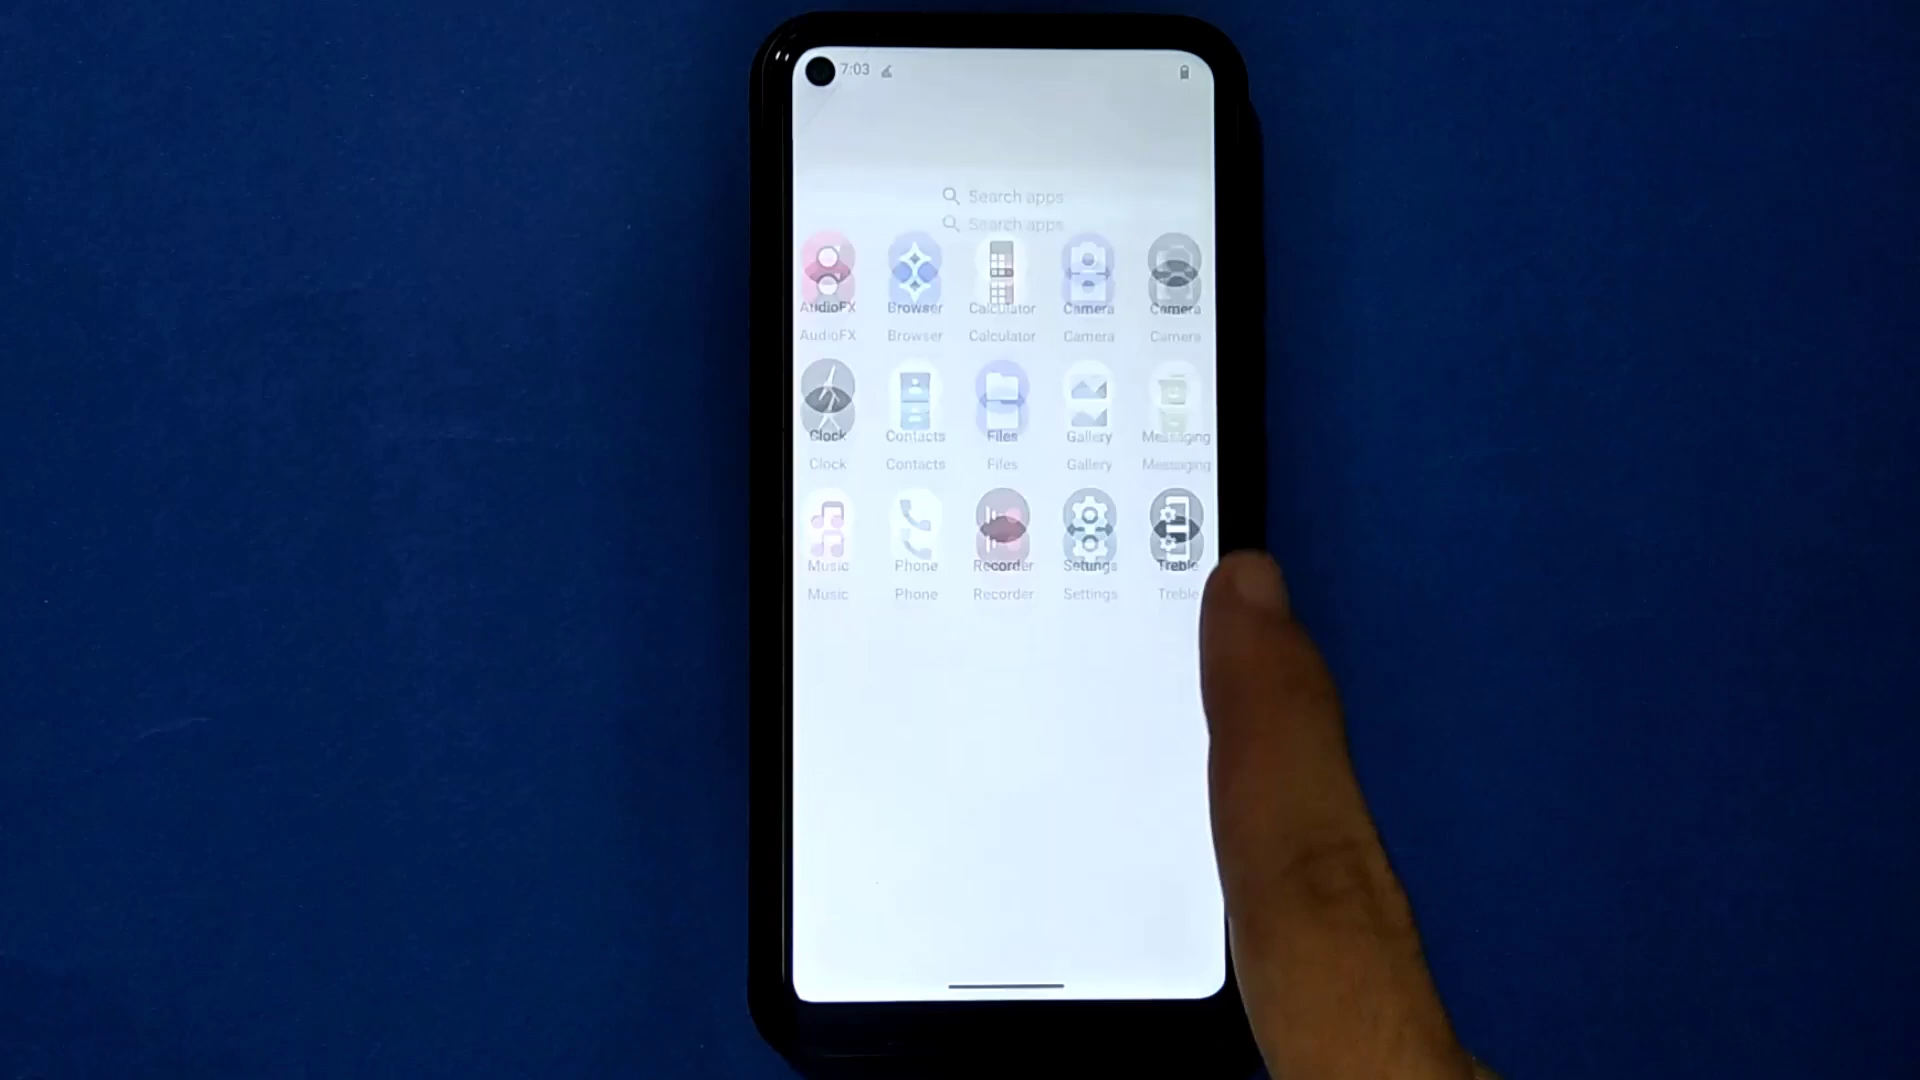 7:03
Search apps
Search apps
AudioFX Browser Calculator Camera Camera
AudioFX Browser Calculator Camera Camera
Clock Contacts Files Gallery Messaging
Clock Contacts Files Gallery Messaging
Music Phone Recorder Settings Treble
Music Phone Recorder Settings Treble